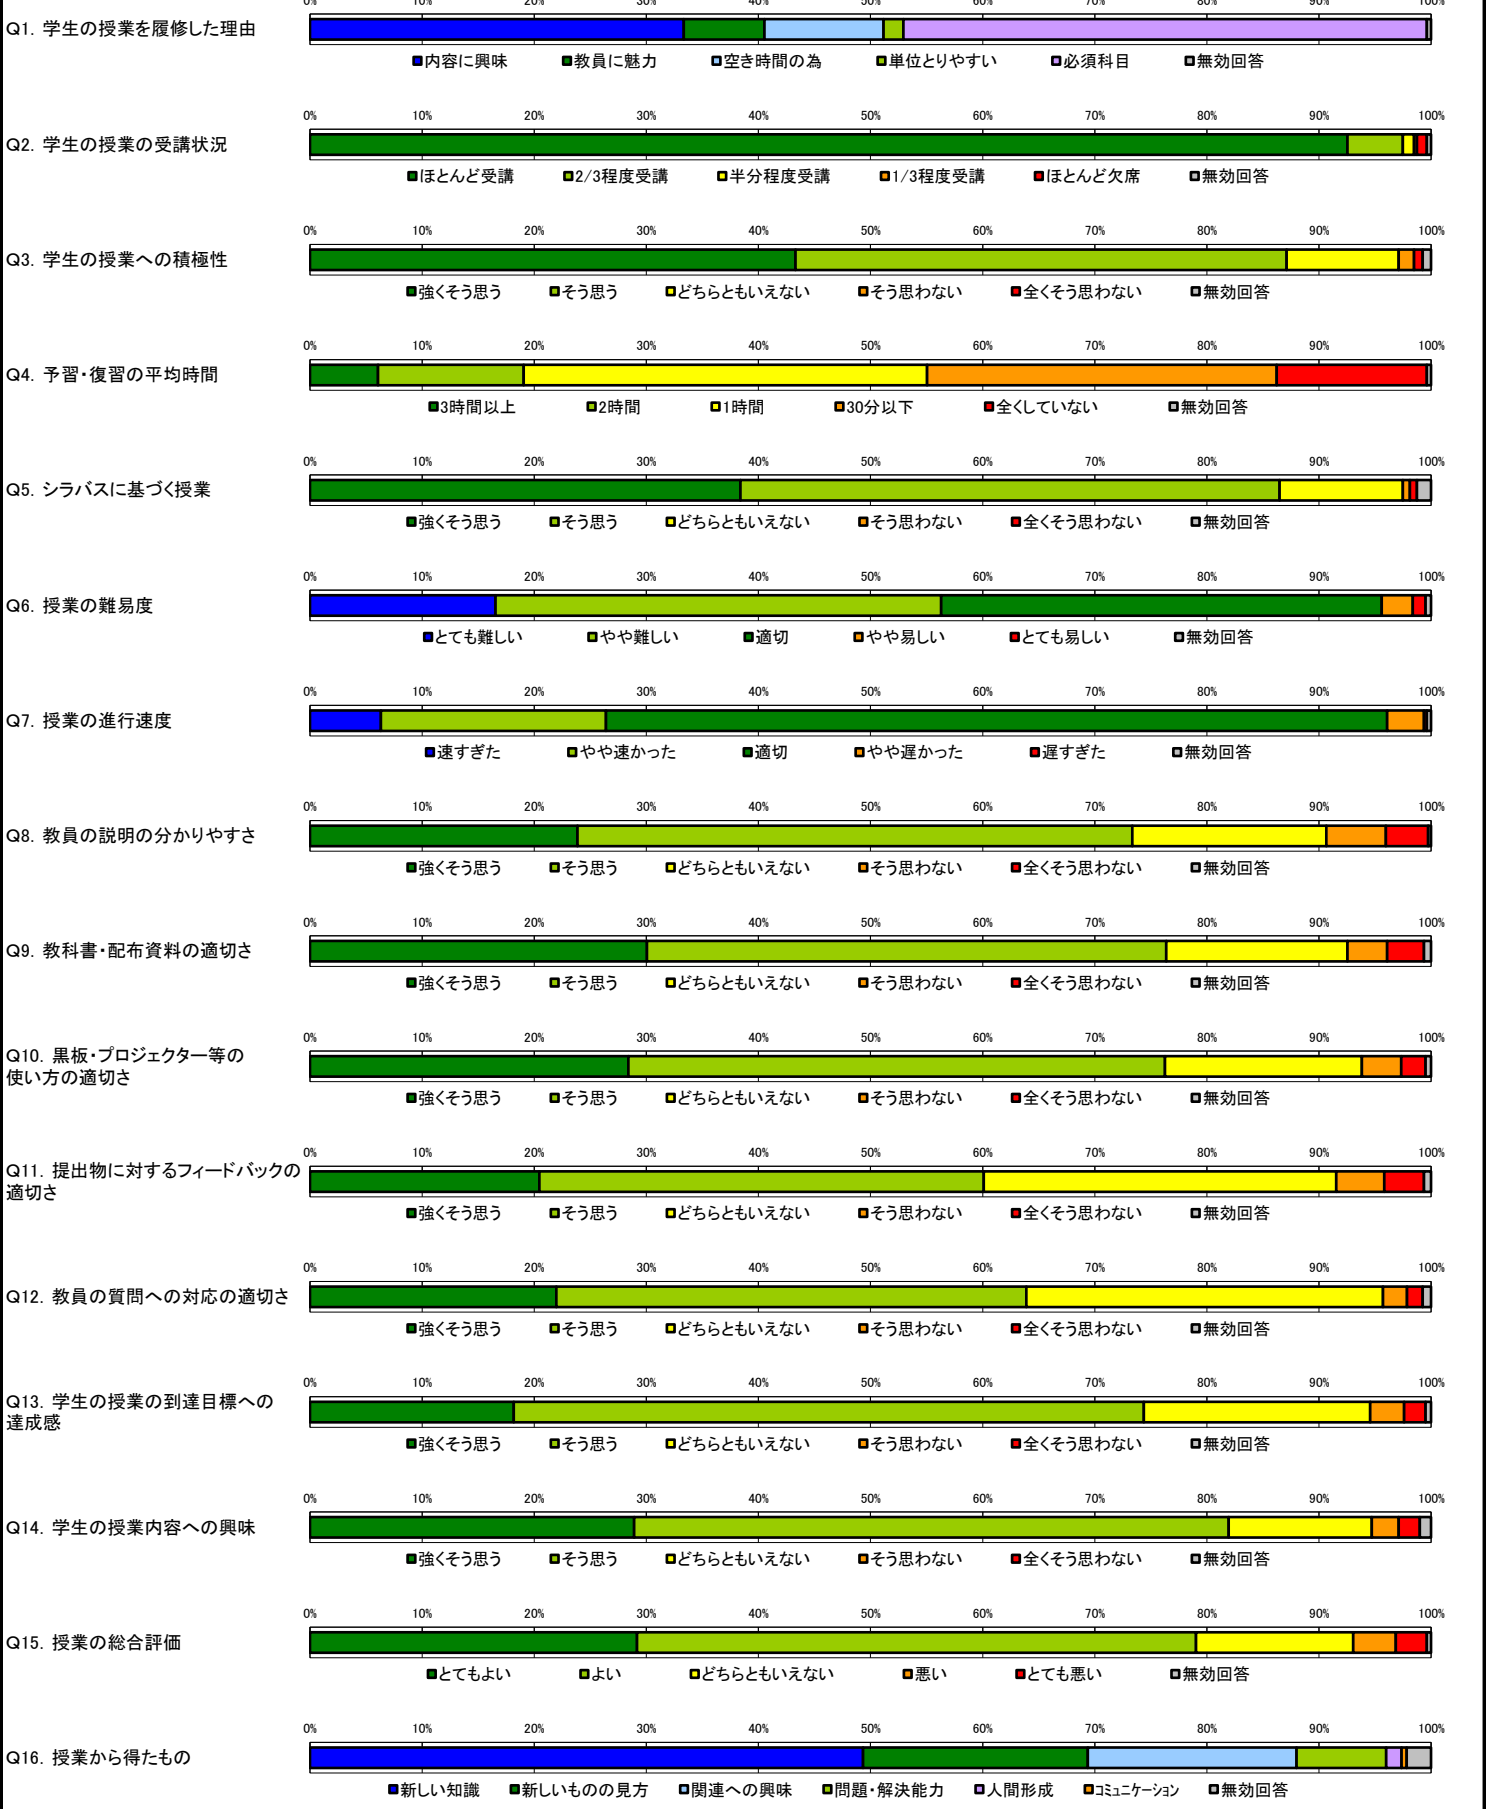 0% 10% 20% 30% 40% 50% 60% 70% 80% 90% 100%
Q1. 学生の授業を履修した理由
内容に興味 教員に魅力 空き時間の為 単位とりやすい 必須科目 無効回答
0% 10% 20% 30% 40% 50% 60% 70% 80% 90% 100%
Q2. 学生の授業の受講状況
ほとんど受講 2/3程度受講 半分程度受講 1/3程度受講 ほとんど欠席 無効回答
0% 10% 20% 30% 40% 50% 60% 70% 80% 90% 100%
Q3. 学生の授業への積極性
強くそう思う そう思う どちらともいえない そう思わない 全くそう思わない 無効回答
0% 10% 20% 30% 40% 50% 60% 70% 80% 90% 100%
Q4. 予習・復習の平均時間
3時間以上 2時間 1時間 30分以下 全くしていない 無効回答
0% 10% 20% 30% 40% 50% 60% 70% 80% 90% 100%
Q5. シラバスに基づく授業
強くそう思う そう思う どちらともいえない そう思わない 全くそう思わない 無効回答
0% 10% 20% 30% 40% 50% 60% 70% 80% 90% 100%
Q6. 授業の難易度
とても難しい やや難しい 適切 やや易しい とても易しい 無効回答
0% 10% 20% 30% 40% 50% 60% 70% 80% 90% 100%
Q7. 授業の進行速度
速すぎた やや速かった 適切 やや遅かった 遅すぎた 無効回答
0% 10% 20% 30% 40% 50% 60% 70% 80% 90% 100%
Q8. 教員の説明の分かりやすさ
強くそう思う そう思う どちらともいえない そう思わない 全くそう思わない 無効回答
0% 10% 20% 30% 40% 50% 60% 70% 80% 90% 100%
Q9. 教科書・配布資料の適切さ
強くそう思う そう思う どちらともいえない そう思わない 全くそう思わない 無効回答
0% 10% 20% 30% 40% 50% 60% 70% 80% 90% 100%
Q10. 黒板・プロジェクター等の
使い方の適切さ
強くそう思う そう思う どちらともいえない そう思わない 全くそう思わない 無効回答
0% 10% 20% 30% 40% 50% 60% 70% 80% 90% 100%
Q11. 提出物に対するフィードバックの
適切さ
強くそう思う そう思う どちらともいえない そう思わない 全くそう思わない 無効回答
0% 10% 20% 30% 40% 50% 60% 70% 80% 90% 100%
Q12. 教員の質問への対応の適切さ
強くそう思う そう思う どちらともいえない そう思わない 全くそう思わない 無効回答
0% 10% 20% 30% 40% 50% 60% 70% 80% 90% 100%
Q13. 学生の授業の到達目標への
達成感
強くそう思う そう思う どちらともいえない そう思わない 全くそう思わない 無効回答
0% 10% 20% 30% 40% 50% 60% 70% 80% 90% 100%
Q14. 学生の授業内容への興味
強くそう思う そう思う どちらともいえない そう思わない 全くそう思わない 無効回答
0% 10% 20% 30% 40% 50% 60% 70% 80% 90% 100%
Q15. 授業の総合評価
とてもよい よい どちらともいえない 悪い とても悪い 無効回答
0% 10% 20% 30% 40% 50% 60% 70% 80% 90% 100%
Q16. 授業から得たもの
新しい知識 新しいものの見方 関連への興味 問題・解決能力 人間形成 ｺﾐｭﾆｹｰｼｮﾝ 無効回答